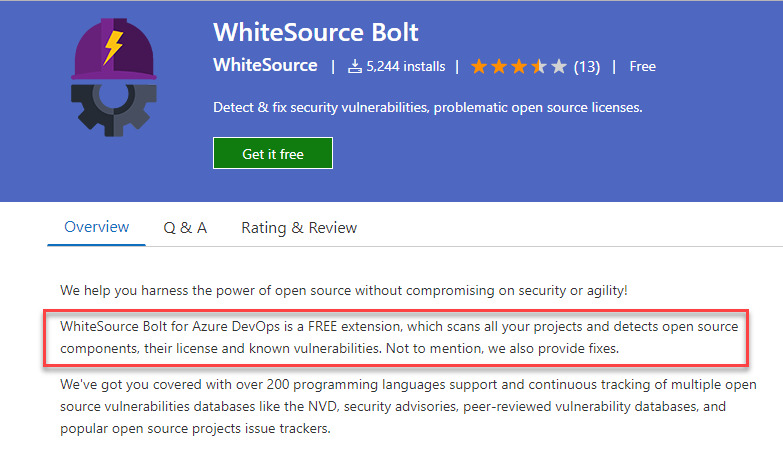 WhiteSource Bolt
WhiteSource | 5,244 installs | (13) | Free
Detect & fix security vulnerabilities, problematic open source licenses.
Get it free
Overview Q & A Rating & Review
We help you harness the power of open source without compromising on security or agility!
WhiteSource Bolt for Azure DevOps is a FREE extension, which scans all your projects and detects open source
components, their license and known vulnerabilities. Not to mention, we also provide fixes.
We've got you covered with over 200 programming languages support and continuous tracking of multiple open
source vulnerabilities databases like the NVD, security advisories, peer-reviewed vulnerability databases, and
popular open source projects issue trackers.